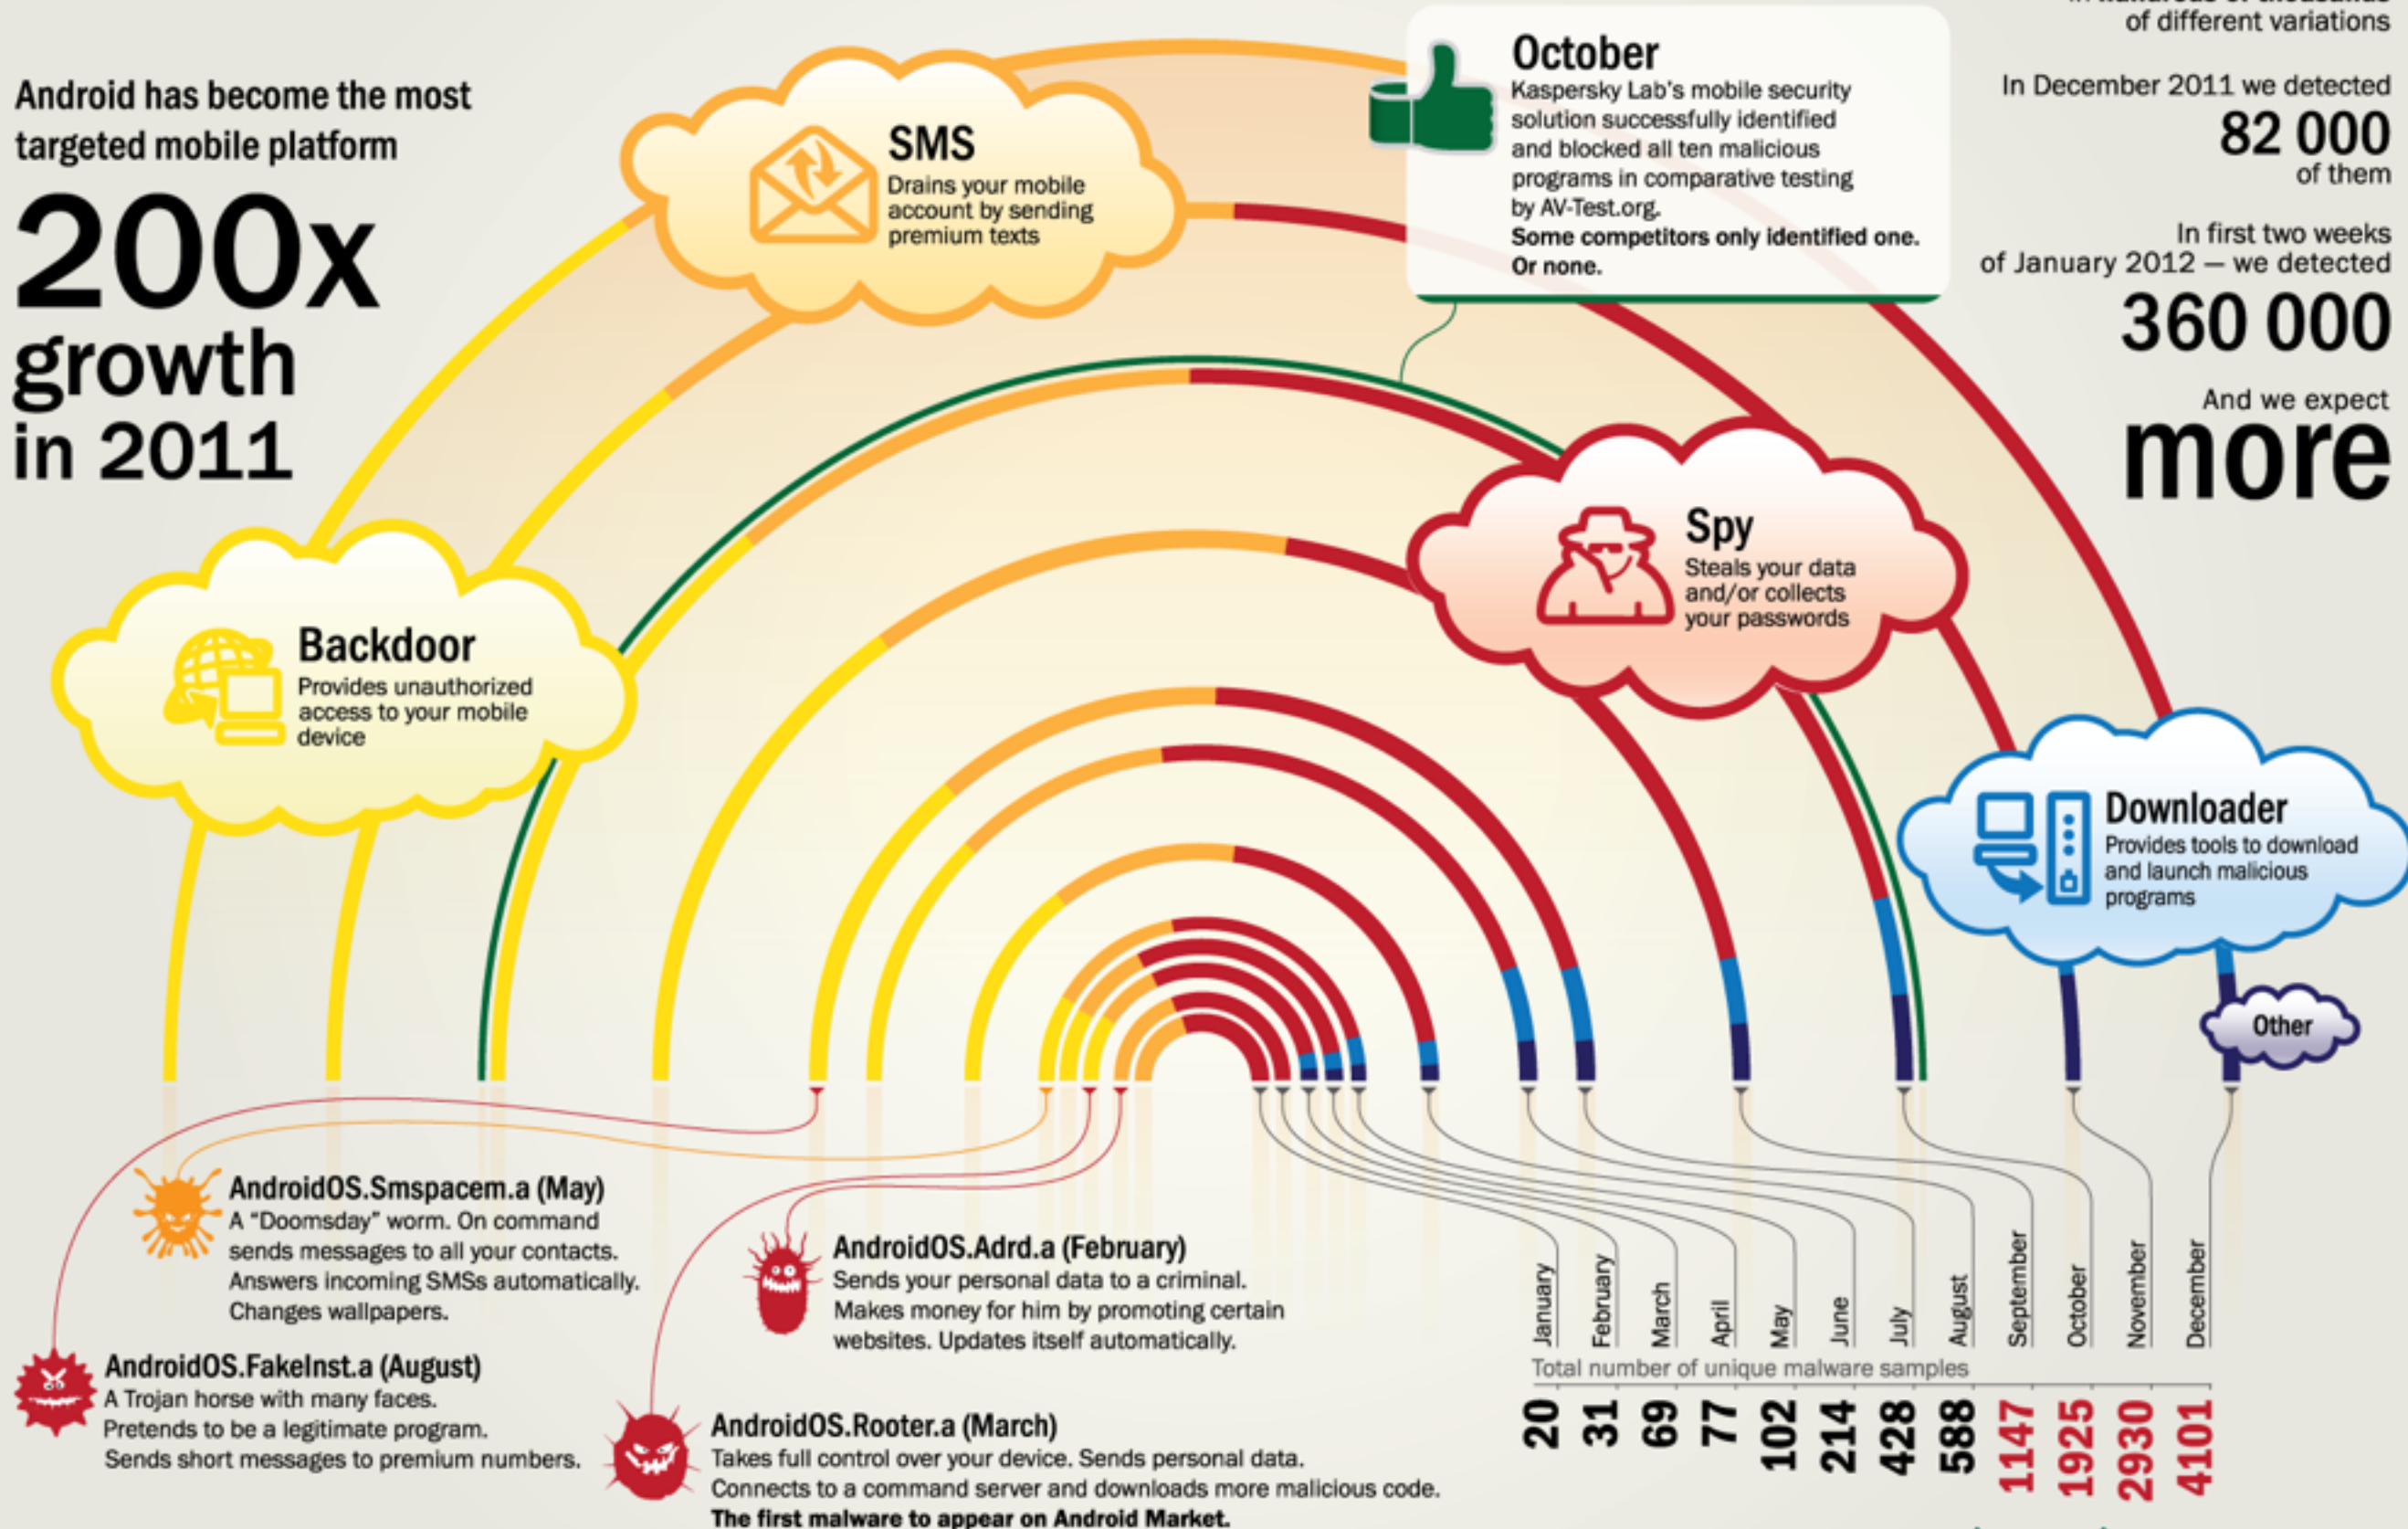 Android has become the most
targeted mobile platform
200x
growth
in 2011
SMS
Drains your mobile
account by sending
premium texts
October
Kaspersky Lab's mobile security
solution successfully identified
and blocked all ten malicious
programs in comparative testing
by AV-Test.org.
Some competitors only identified one.
Or none.
of different variations
In December 2011 we detected
82 000
of them
In first two weeks
of January 2012 — we detected
360 000
And we expect
more
Backdoor
Provides unauthorized
access to your mobile
device
Spy
Steals your data
and/or collects
your passwords
Downloader
Provides tools to download
and launch malicious
programs
Other
AndroidOS.Smspacem.a (May)
A “Doomsday” worm. On command
sends messages to all your contacts.
Answers incoming SMSs automatically.
Changes wallpapers.
AndroidOS.FakeInst.a (August)
A Trojan horse with many faces.
Pretends to be a legitimate program.
Sends short messages to premium numbers.
AndroidOS.Adrd.a (February)
Sends your personal data to a criminal.
Makes money for him by promoting certain
websites. Updates itself automatically.
AndroidOS.Rooter.a (March)
Takes full control over your device. Sends personal data.
Connects to a command server and downloads more malicious code.
The first malware to appear on Android Market.
January
February
March
April
May
June
July
August
September
October
November
December
Total number of unique malware samples
20
31
69
77
102
214
428
588
1147
1925
2930
4101